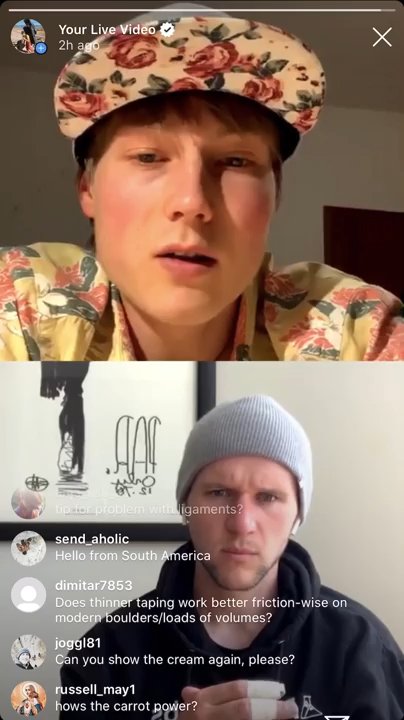 Your Live Video
2h ago
tip for problem with ligaments?
send_aholic
Hello from South America
dimitar7853
Does thinner taping work better friction-wise on
modern boulders/loads of volumes?
joggl81
Can you show the cream again, please?
russell_may1
hows the carrot power?